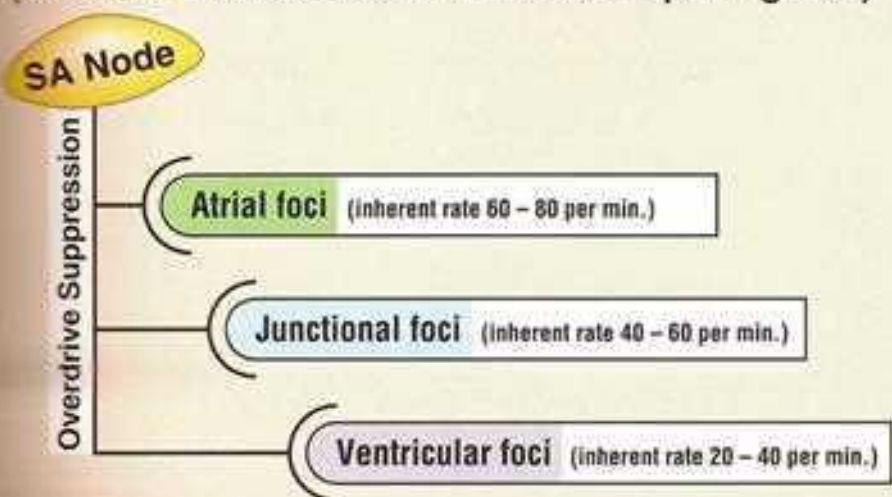 SA Node
Overdrive Suppression
Atrial foci (inherent rate 60 – 80 per min.)
Junctional foci (inherent rate 40 – 60 per min.)
Ventricular foci (inherent rate 20 – 40 per min.)